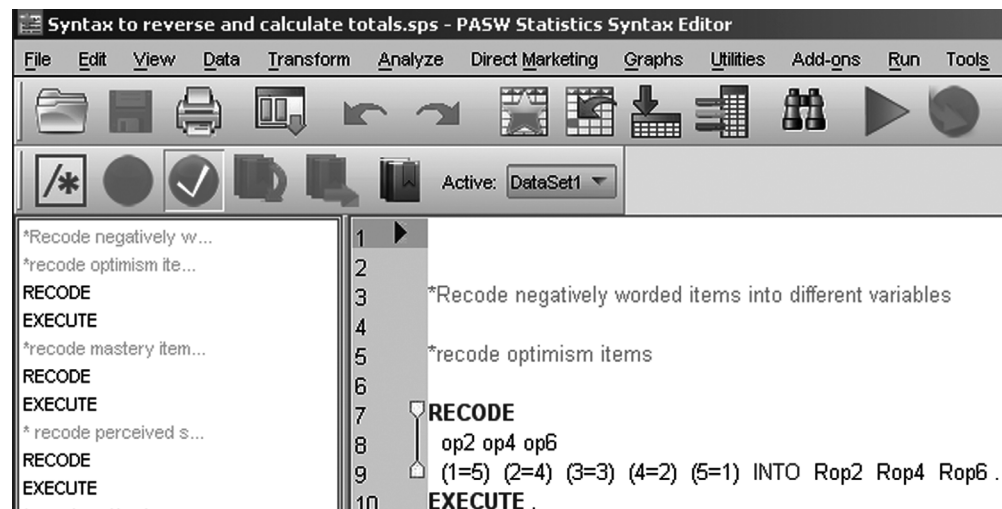 Syntax to reverse and calculate totals.sps - PASW Statistics Syntax Editor
File Edit View Data Transform Analyze Direct Marketing Graphs Utilities Add-ons Run Tools
/*
Active: DataSet1
*Recode negatively w...
*recode optimism ite...
RECODE
EXECUTE
*recode mastery item...
RECODE
EXECUTE
* recode perceived s...
RECODE
EXECUTE
1
2
3 *Recode negatively worded items into different variables
4
5 *recode optimism items
6
7 RECODE
8 op2 op4 op6
9 (1=5) (2=4) (3=3) (4=2) (5=1) INTO Rop2 Rop4 Rop6 .
10 EXECUTE .